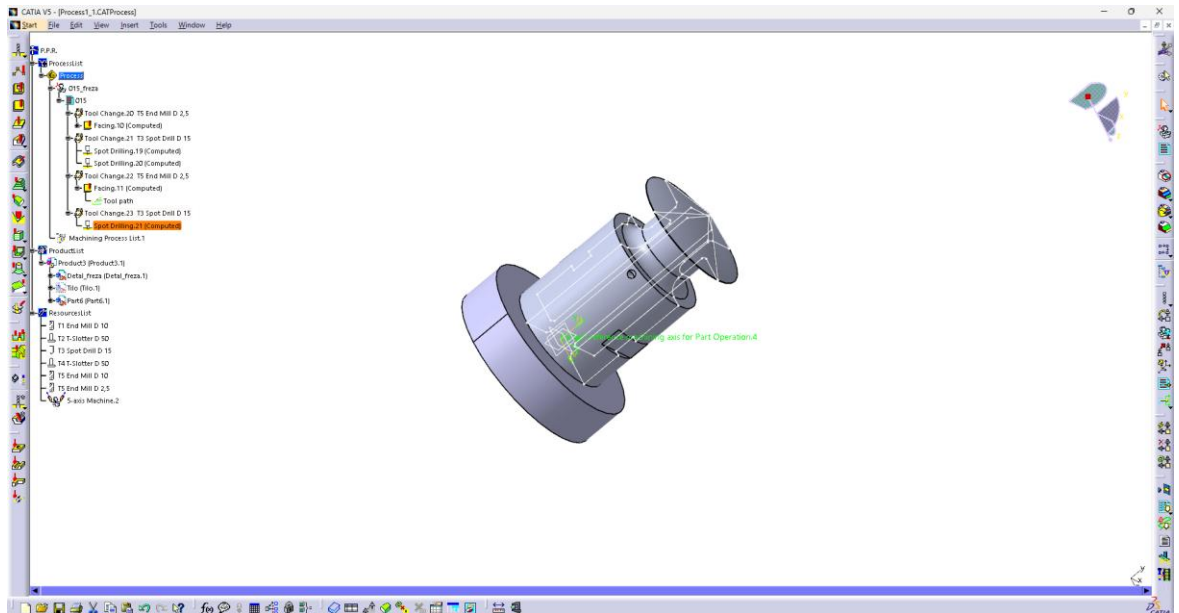 CATIA V5 - [Process1_1.CATProcess]
Start File Edit View Insert Tools Window Help
P.P.R.
ProcessList
Process
O15_freza
O15
Tool Change.20 T5 End Mill D 2,5
Facing.10 (Computed)
Tool Change.21 T3 Spot Drill D 15
Spot Drilling.19 (Computed)
Spot Drilling.20 (Computed)
Tool Change.22 T5 End Mill D 2,5
Facing.11 (Computed)
Tool path
Tool Change.23 T3 Spot Drill D 15
Spot Drilling.21 (Computed)
Machining Process List.1
ProductList
Product3 (Product3.1)
Detal_freza (Detal_freza.1)
Tilo (Tilo.1)
Part6 (Part6.1)
ResourcesList
T1 End Mill D 10
T2 T-Slotter D 50
T3 Spot Drill D 15
T4 T-Slotter D 50
T5 End Mill D 10
T5 End Mill D 2,5
5-axis Machine.2
axis for Part Operation.4
y
x
f(x)
CATIA